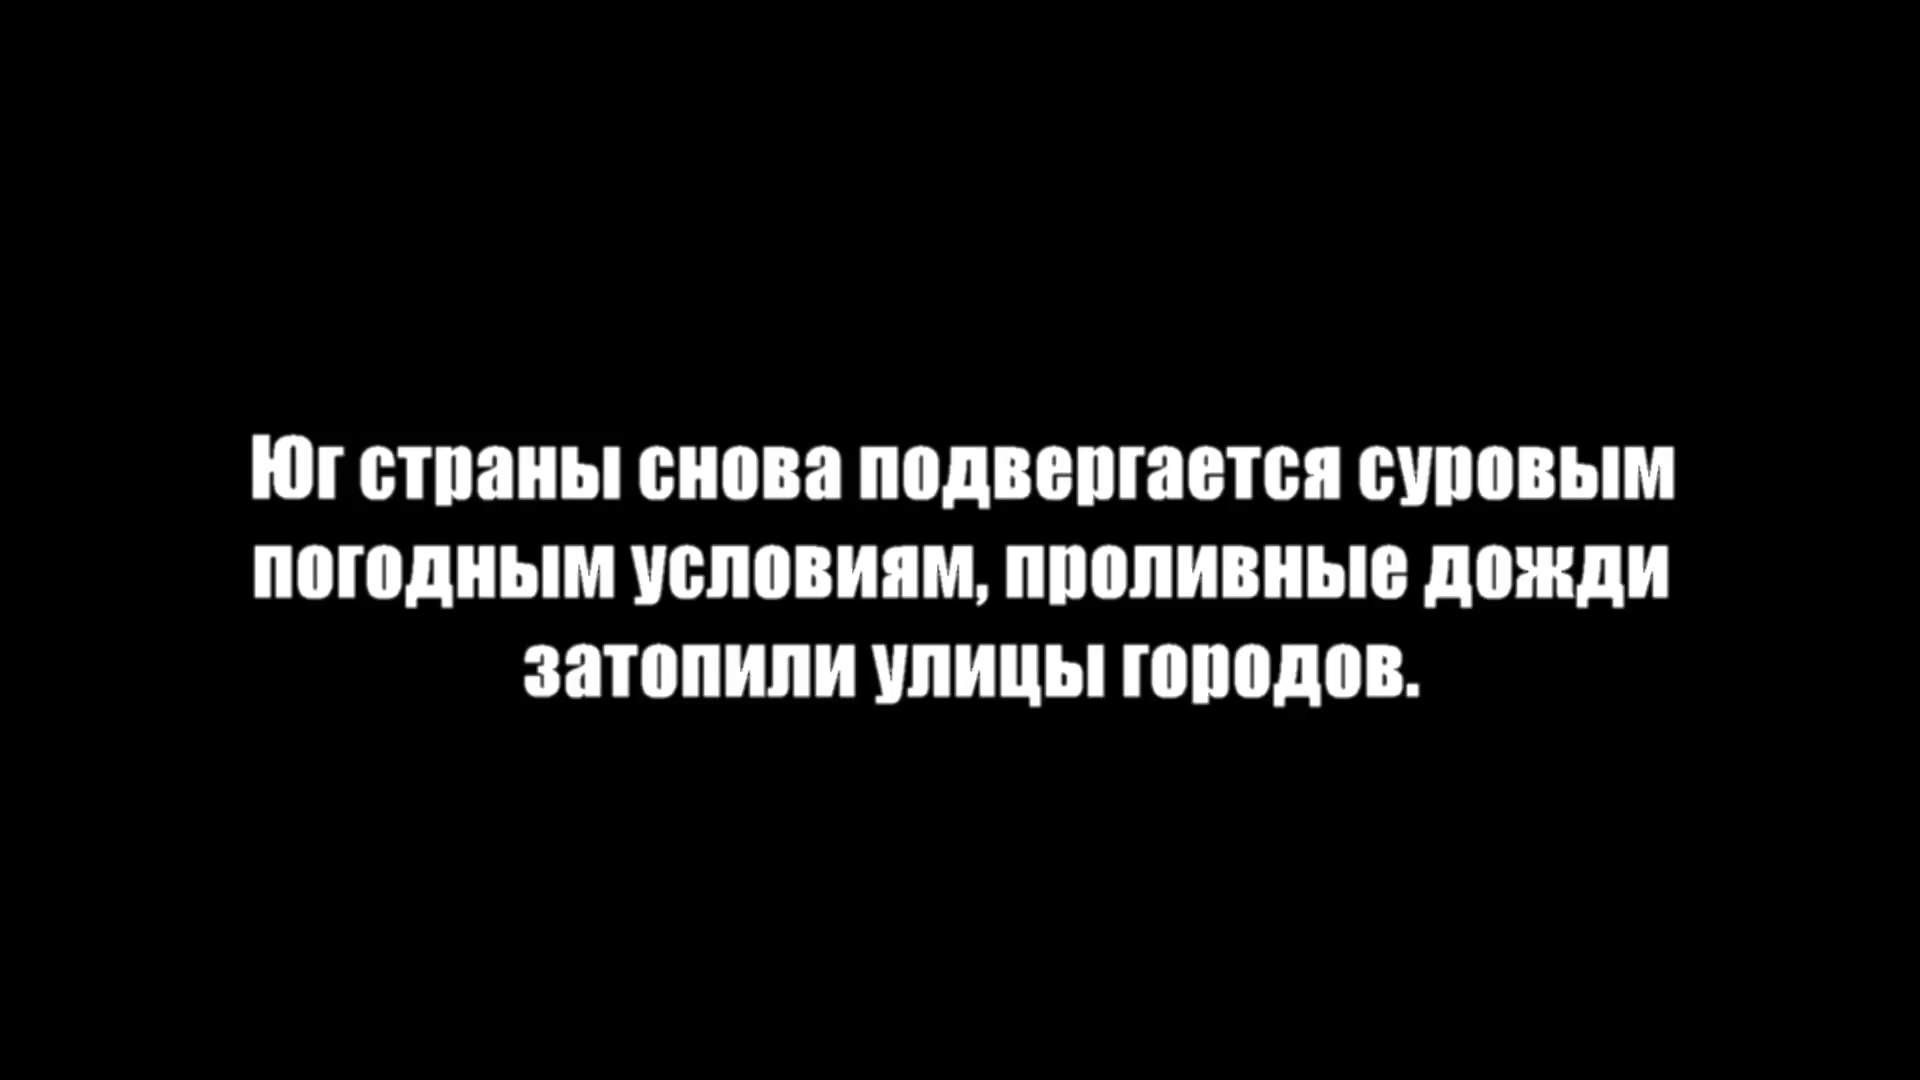 Юг страны снова подвергается суровым
погодным условиям, проливные дожди
затопили улицы городов.